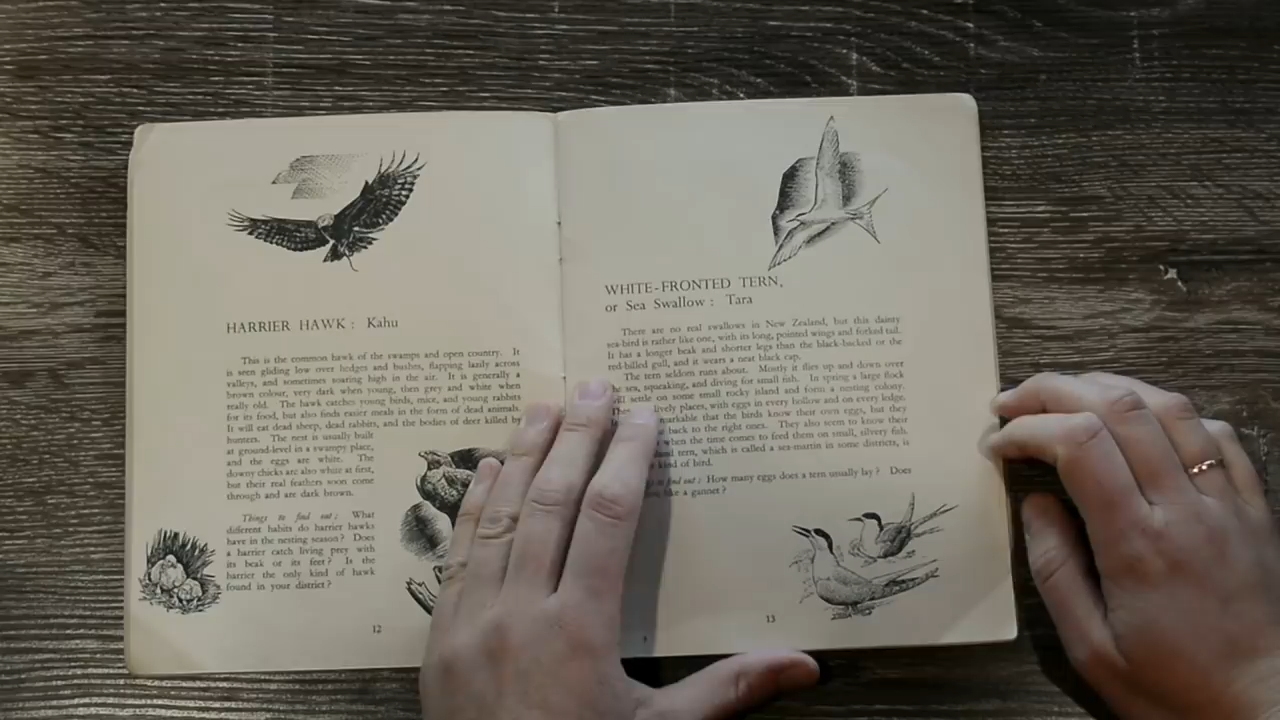 HARRIER HAWK : Kahu
This is the common hawk of the swamps and open country. It
is seen gliding low over hedges and bushes, flapping lazily across
valleys, and sometimes soaring high in the air. It is generally a
brown colour, very dark when young, then grey and white when
really old. The hawk catches young birds, mice, and young rabbits
for its food, but also finds easier meals in the form of dead animals.
It will eat dead sheep, dead rabbits, and the bodies of deer killed by
hunters. The nest is usually built
at ground-level in a swampy place,
and the eggs are white. The
downy chicks are also white at first,
but their real feathers soon come
through and are dark brown.
Things to find out : What
different habits do harrier hawks
have in the nesting season ? Does
a harrier catch living prey with
its beak or its feet ? Is the
harrier the only kind of hawk
found in your district ?
12
WHITE-FRONTED TERN,
or Sea Swallow : Tara
There are no real swallows in New Zealand, but this dainty
sea-bird is rather like one, with its long, pointed wings and forked tail.
It has a longer beak and shorter legs than the black-backed or the
red-billed gull, and it wears a neat black cap.
The tern seldom runs about. Mostly it flies up and down over
the sea, squeaking, and diving for small fish. In spring a large flock
will settle on some small rocky island and form a nesting colony.
lively places, with eggs in every hollow and on every ledge.
remarkable that the birds know their own eggs, but they
back to the right ones. They also seem to know their
when the time comes to feed them on small, silvery fish.
tern, which is called a sea-martin in some districts, is
kind of bird.
to find out : How many eggs does a tern usually lay ? Does
like a gannet ?
13